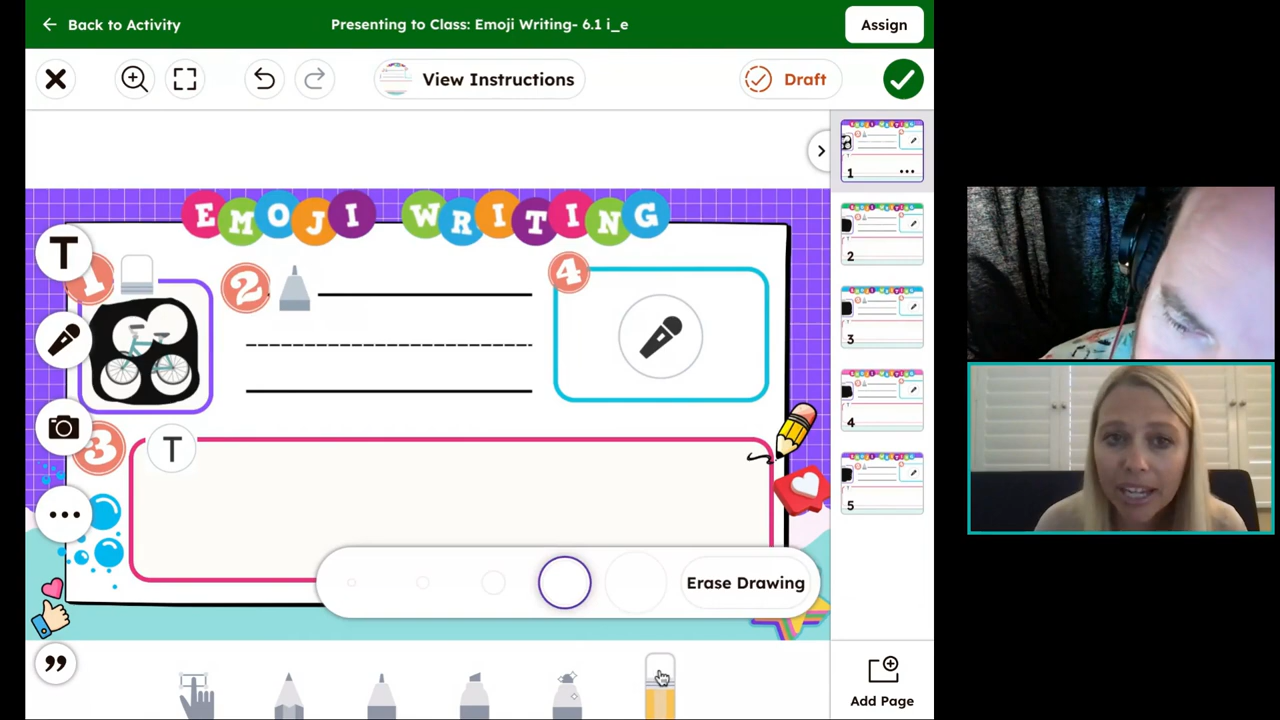 Back to Activity
Presenting to Class: Emoji Writing- 6.1 i_e
Assign
View Instructions
Draft
EMOJI WRITING
1
2
4
T
T
3
Erase Drawing
1
2
3
4
5
Add Page